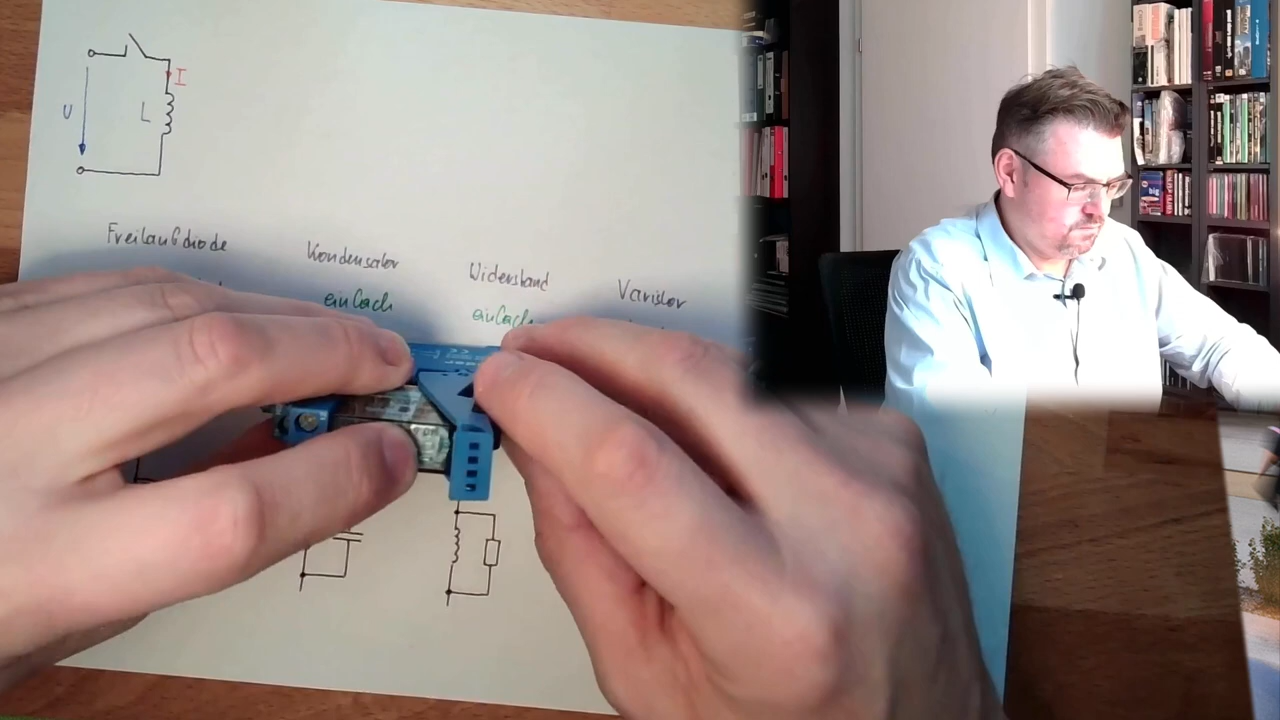 I
U
L
Freilaufdiode
Kondensator
Widerstand
Varistor
einfach
einfach